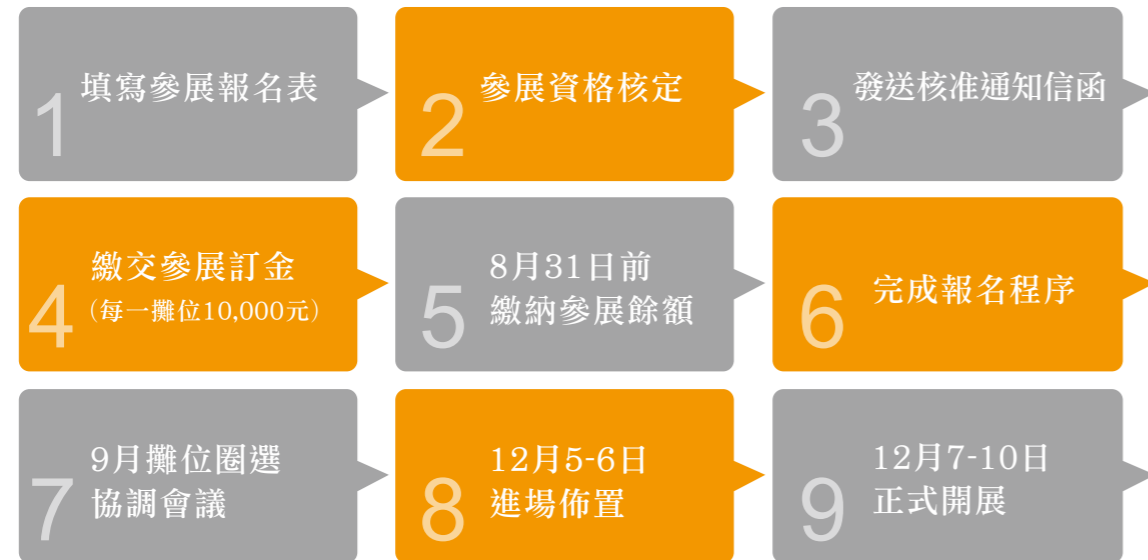 1
填寫參展報名表
2
參展資格核定
3
發送核准通知信函
4
繳交參展訂金
(每一攤位10,000元)
5
8月31日前
繳納參展餘額
6
完成報名程序
7
9月攤位圈選
協調會議
8
12月5-6日
進場佈置
9
12月7-10日
正式開展